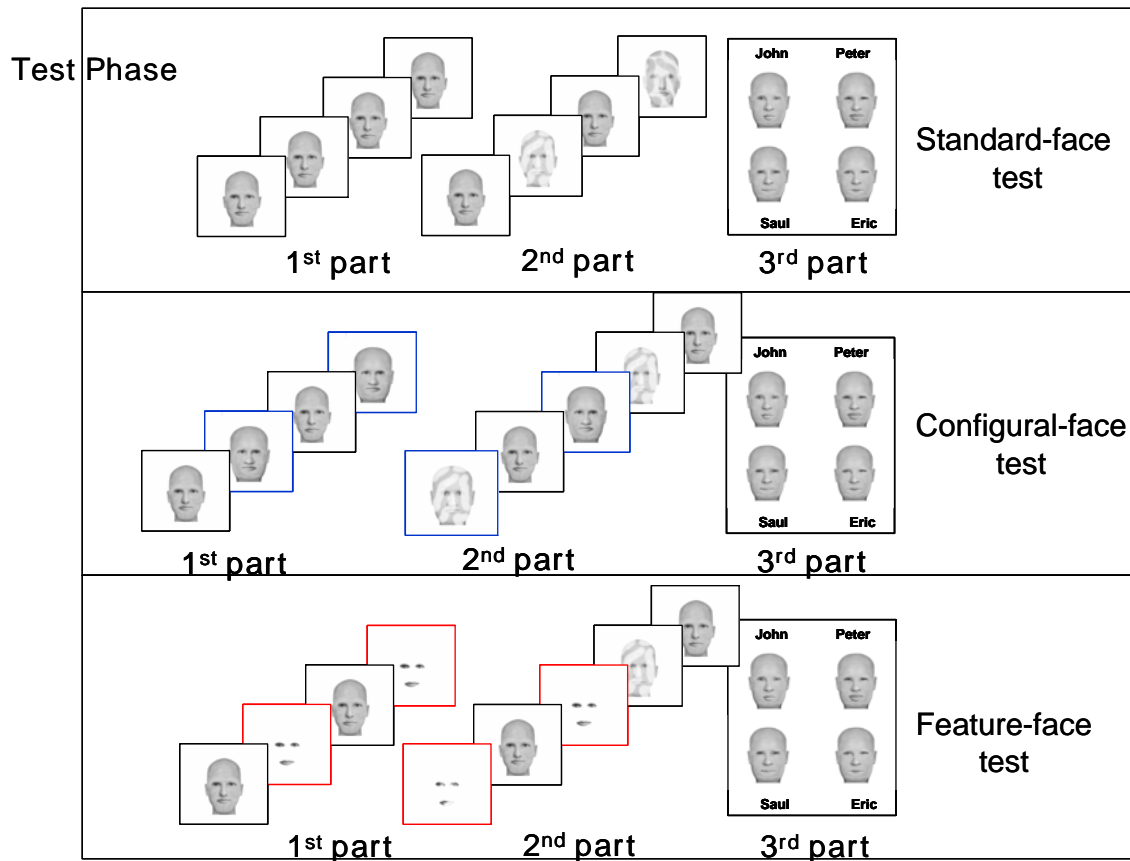 Test Phase
John Peter
Saul Eric
Standard-face
test
1st part 2nd part 3rd part
John Peter
Saul Eric
Configural-face
test
1st part 2nd part 3rd part
John Peter
Saul Eric
Feature-face
test
1st part 2nd part 3rd part